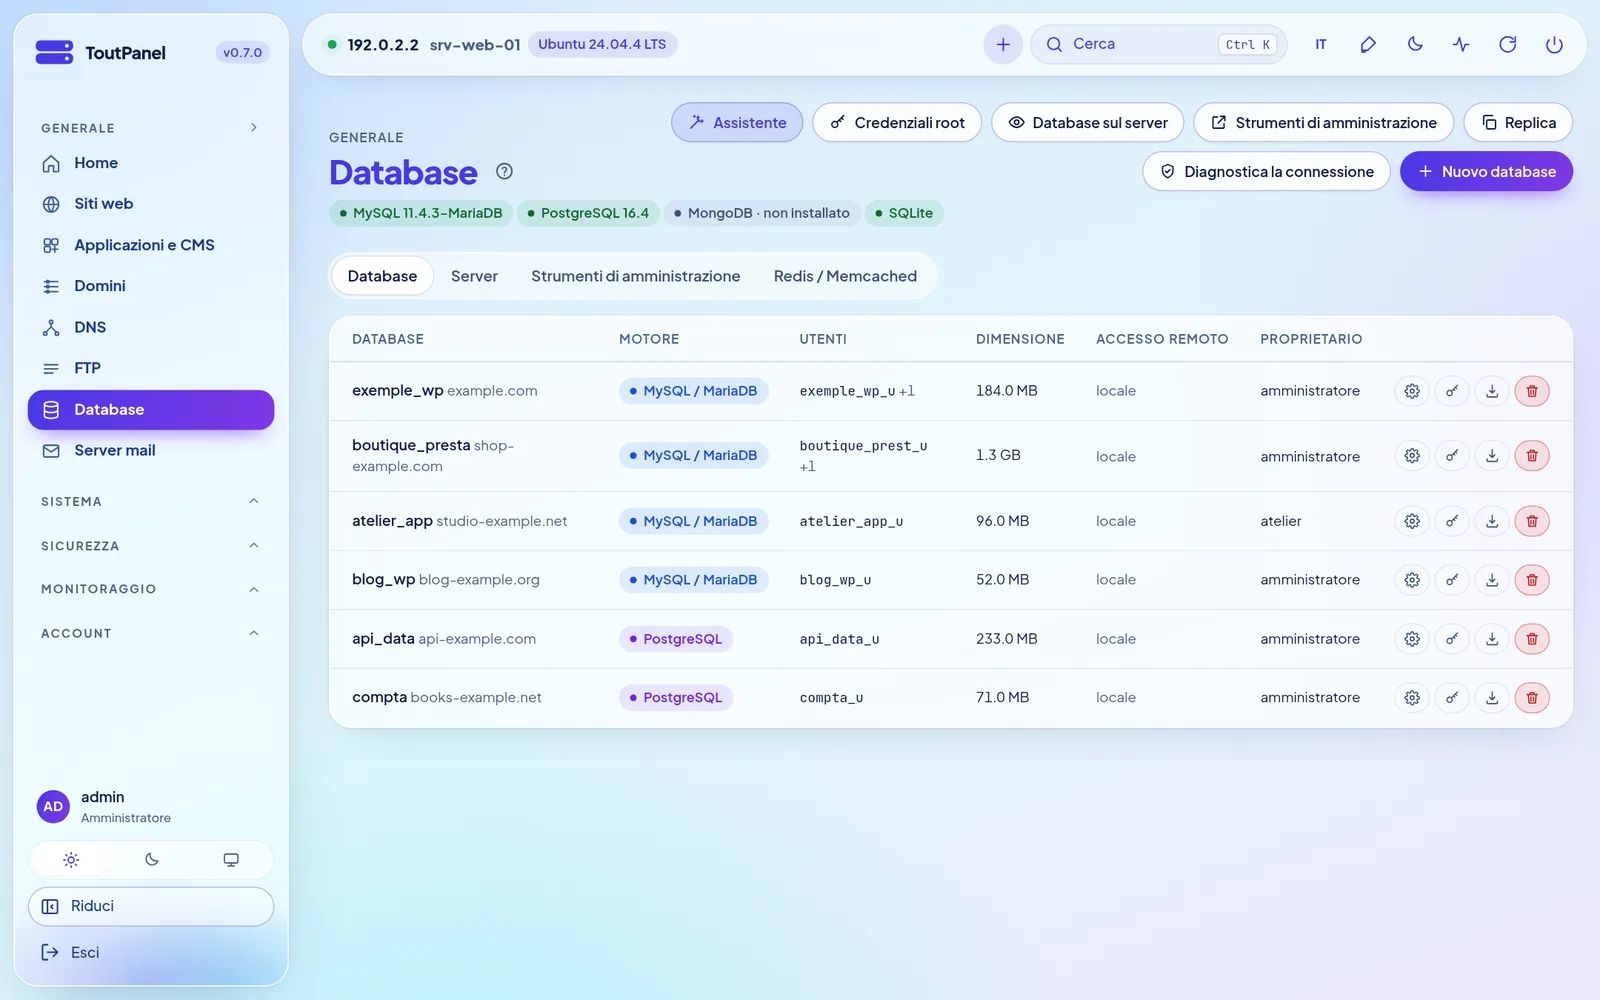 ToutPanel v0.7.0
GENERALE
Home
Siti web
Applicazioni e CMS
Domini
DNS
FTP
Database
Server mail
SISTEMA
SICUREZZA
MONITORAGGIO
ACCOUNT
AD admin
Amministratore
Riduci
Esci
192.0.2.2 srv-web-01 Ubuntu 24.04.4 LTS
Cerca Ctrl K IT
Assistente Credenziali root Database sul server Strumenti di amministrazione Replica
GENERALE
Database
Diagnostica la connessione Nuovo database
MySQL 11.4.3-MariaDB PostgreSQL 16.4 MongoDB · non installato SQLite
Database Server Strumenti di amministrazione Redis / Memcached
DATABASE MOTORE UTENTI DIMENSIONE ACCESSO REMOTO PROPRIETARIO
exemple_wp example.com MySQL / MariaDB exemple_wp_u +1 184.0 MB locale amministratore
boutique_presta shop-example.com MySQL / MariaDB boutique_prest_u +1 1.3 GB locale amministratore
atelier_app studio-example.net MySQL / MariaDB atelier_app_u 96.0 MB locale atelier
blog_wp blog-example.org MySQL / MariaDB blog_wp_u 52.0 MB locale amministratore
api_data api-example.com PostgreSQL api_data_u 233.0 MB locale amministratore
compta books-example.net PostgreSQL compta_u 71.0 MB locale amministratore